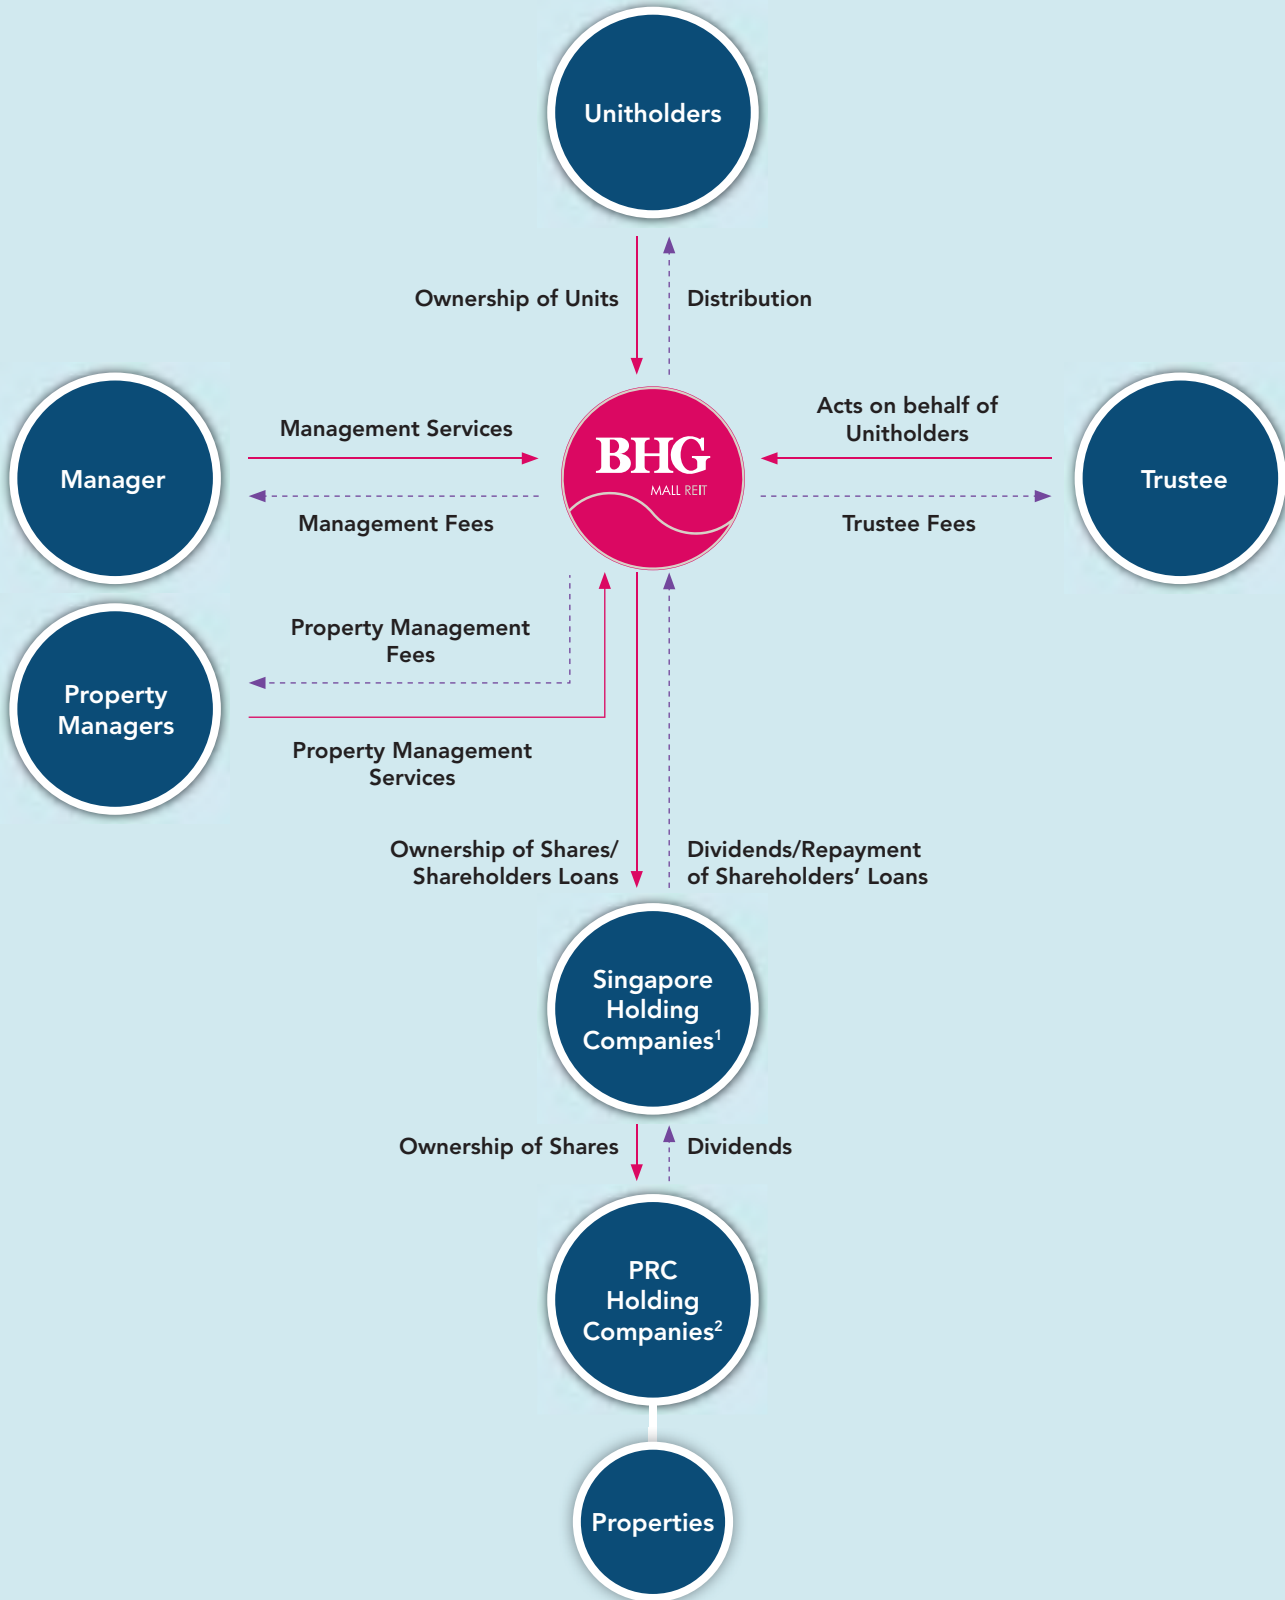 Unitholders
Ownership of Units
Distribution
Manager
Management Services
Management Fees
BHG
MALL REIT
Acts on behalf of
Unitholders
Trustee Fees
Trustee
Property
Managers
Property Management
Fees
Property Management
Services
Ownership of Shares/
Shareholders Loans
Dividends/Repayment
of Shareholders’ Loans
Singapore
Holding
Companies¹
Ownership of Shares
Dividends
PRC
Holding
Companies²
Properties